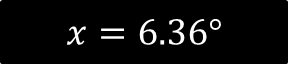 x = 6.36°